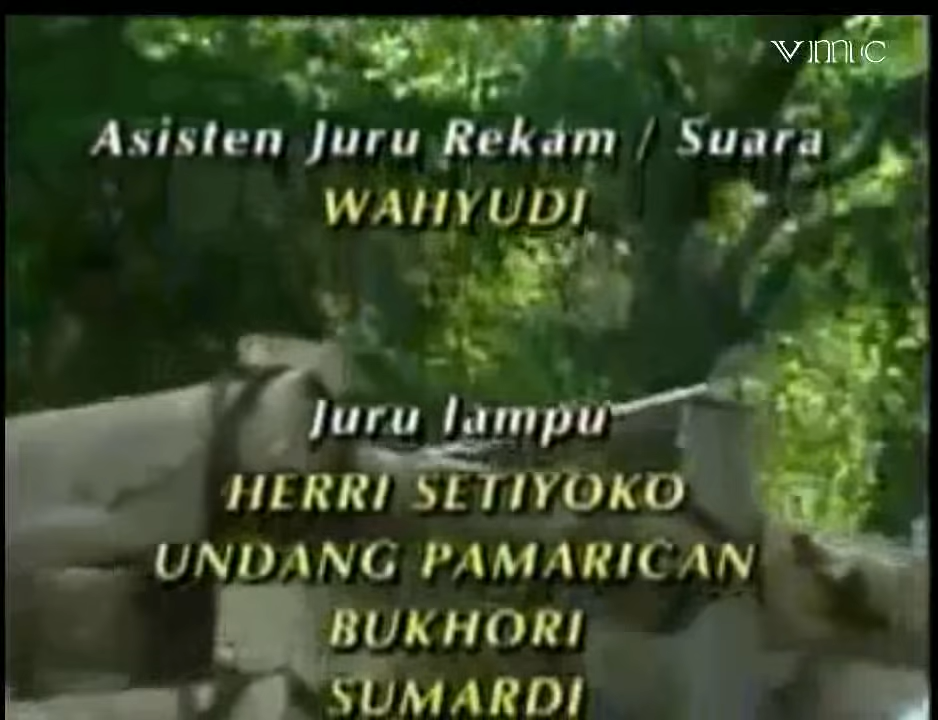 vmc
Asisten Juru Rekam / Suara
WAHYUDI
Juru lampu
HERRI SETIYOKO
UNDANG PAMARICAN
BUKHORI
SUMARDI